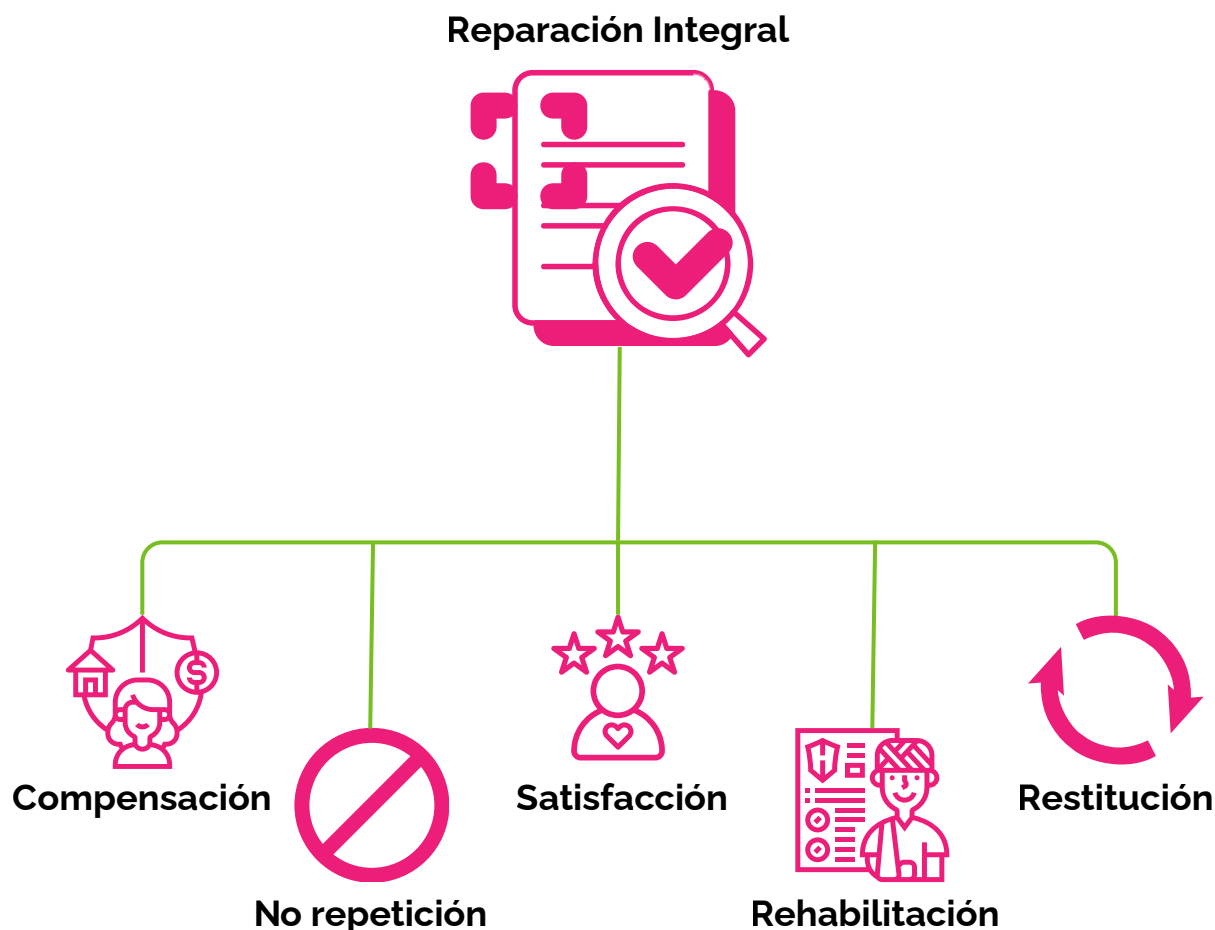 Reparación Integral
Compensación
No repetición
Satisfacción
Rehabilitación
Restitución